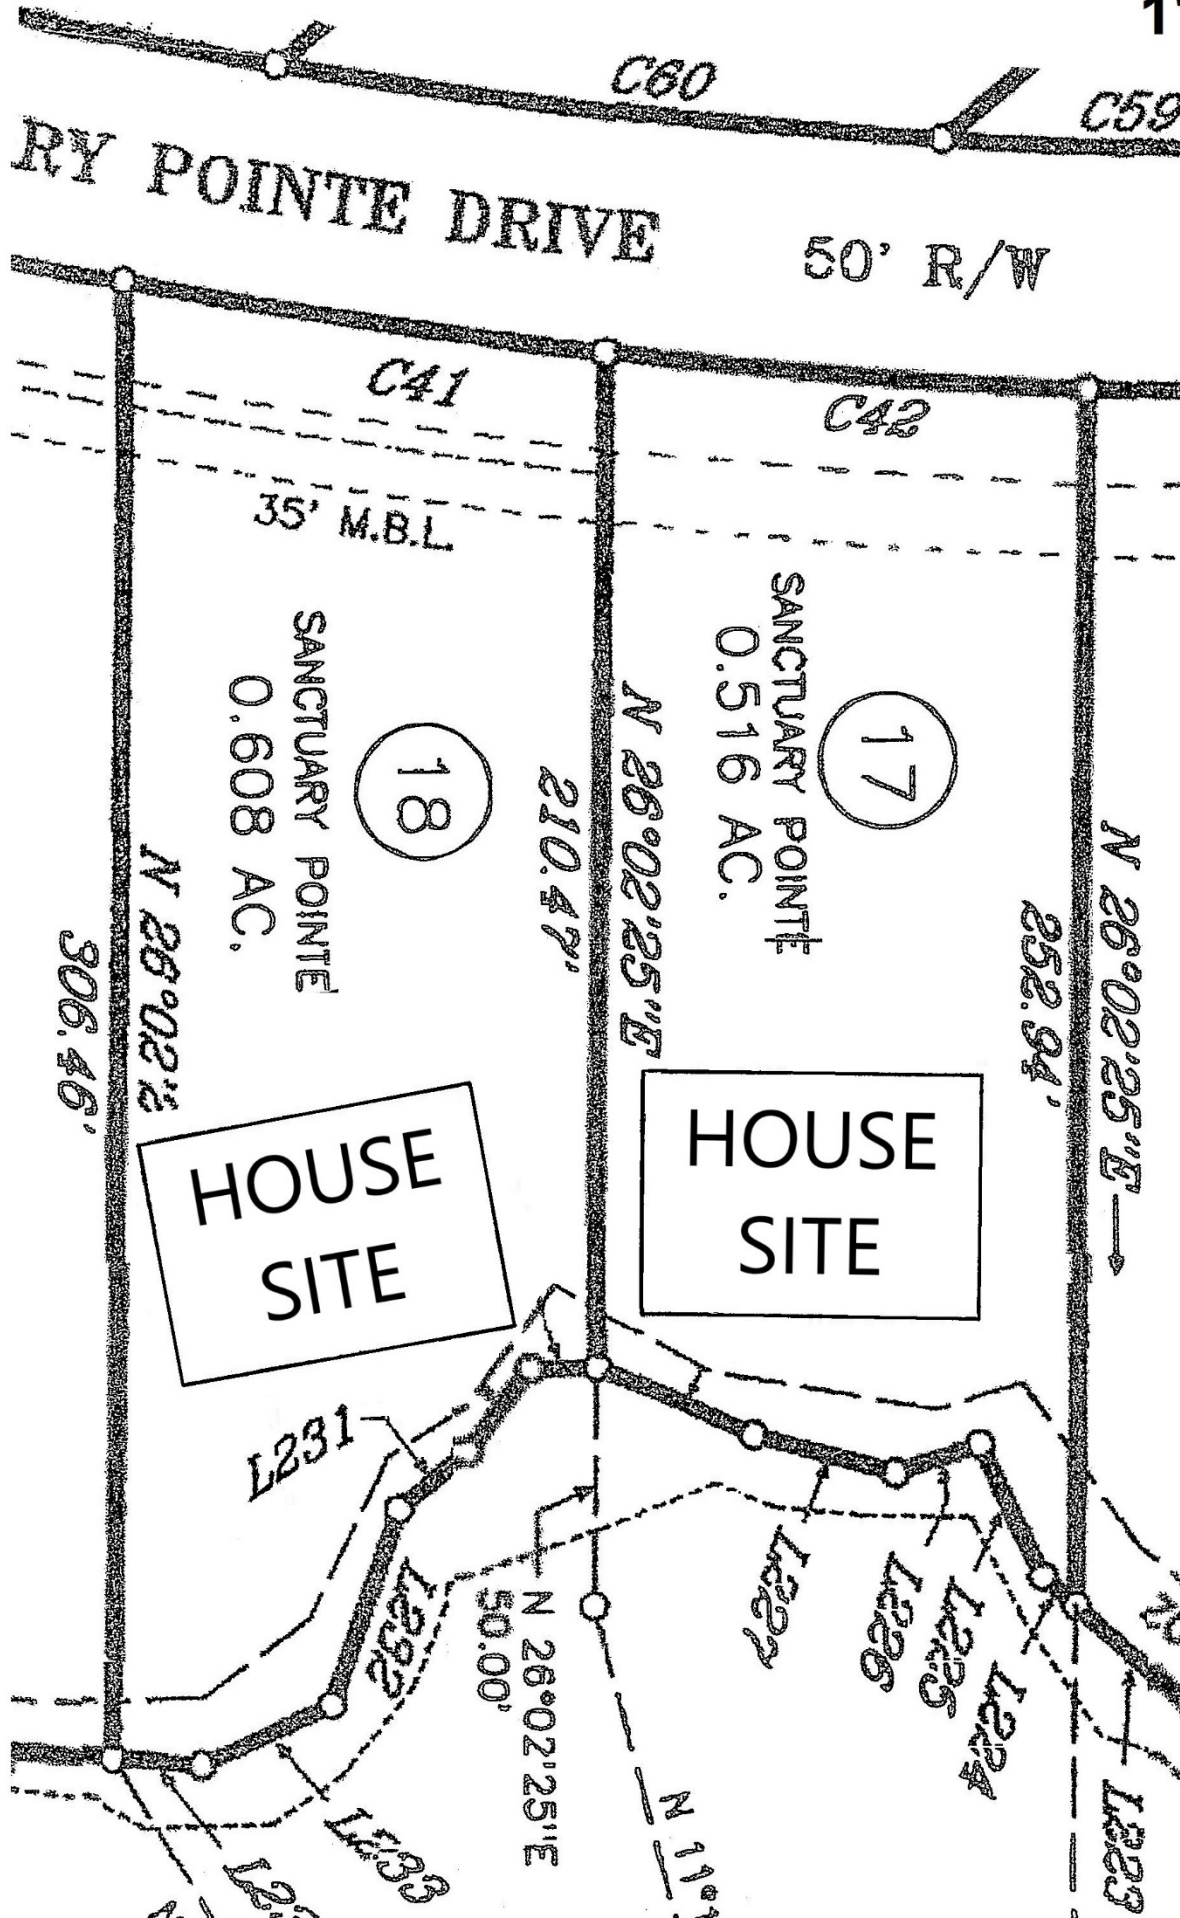 C60
C59
RY POINTE DRIVE 50' R/W
C41
C42
35' M.B.L.
SANCTUARY POINTE
0.608 AC.
18
SANCTUARY POINTE
0.516 AC.
17
N 26°02'25"E
210.47'
N 26°02'25"E
252.94'
306.46'
HOUSE
SITE
HOUSE
SITE
L231
L232
L233
N 26°02'25"E
50.00'
L227
L226
L225
L224
L223
N 11°